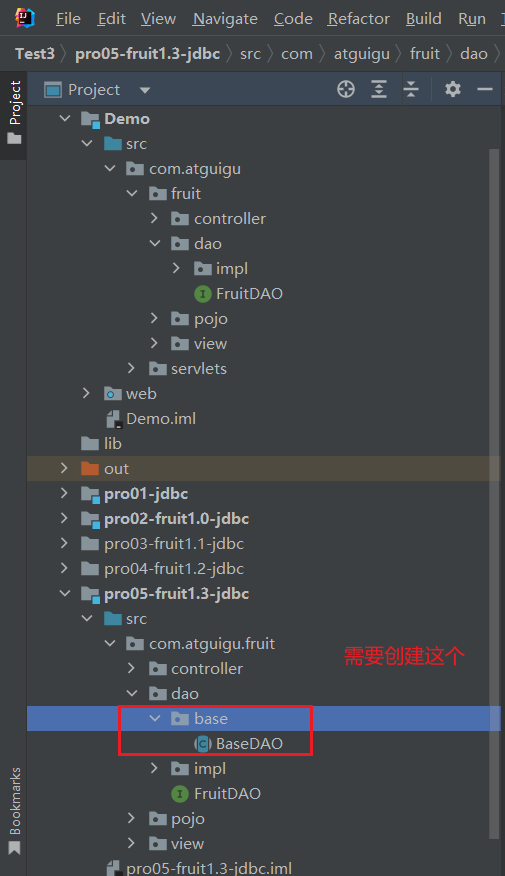 File Edit View Navigate Code Refactor Build Run
Test3 pro05-fruit1.3-jdbc src com atguigu fruit dao
Project
Project
Demo
src
com.atguigu
fruit
controller
dao
impl
FruitDAO
pojo
view
servlets
web
Demo.iml
lib
out
pro01-jdbc
pro02-fruit1.0-jdbc
pro03-fruit1.1-jdbc
pro04-fruit1.2-jdbc
pro05-fruit1.3-jdbc
src
com.atguigu.fruit
需要创建这个
controller
dao
base
BaseDAO
impl
FruitDAO
pojo
view
pro05-fruit1.3-jdbc.iml
Bookmarks